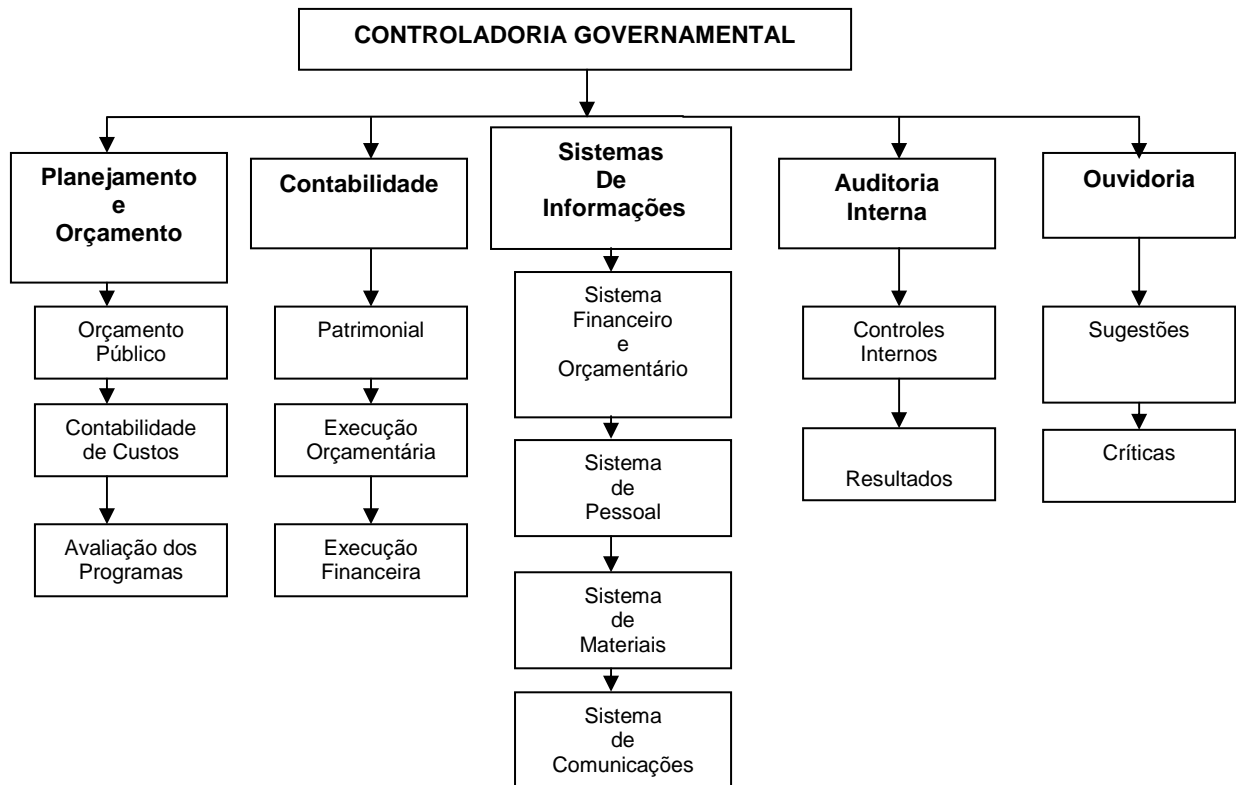 CONTROLADORIA GOVERNAMENTAL
Planejamento
e
Orçamento
Contabilidade
Sistemas
De
Informações
Auditoria
Interna
Ouvidoria
Orçamento
Público
Contabilidade
de Custos
Avaliação dos
Programas
Patrimonial
Execução
Orçamentária
Execução
Financeira
Sistema
Financeiro
e
Orçamentário
Sistema
de
Pessoal
Sistema
de
Materiais
Sistema
de
Comunicações
Controles
Internos
Resultados
Sugestões
Críticas